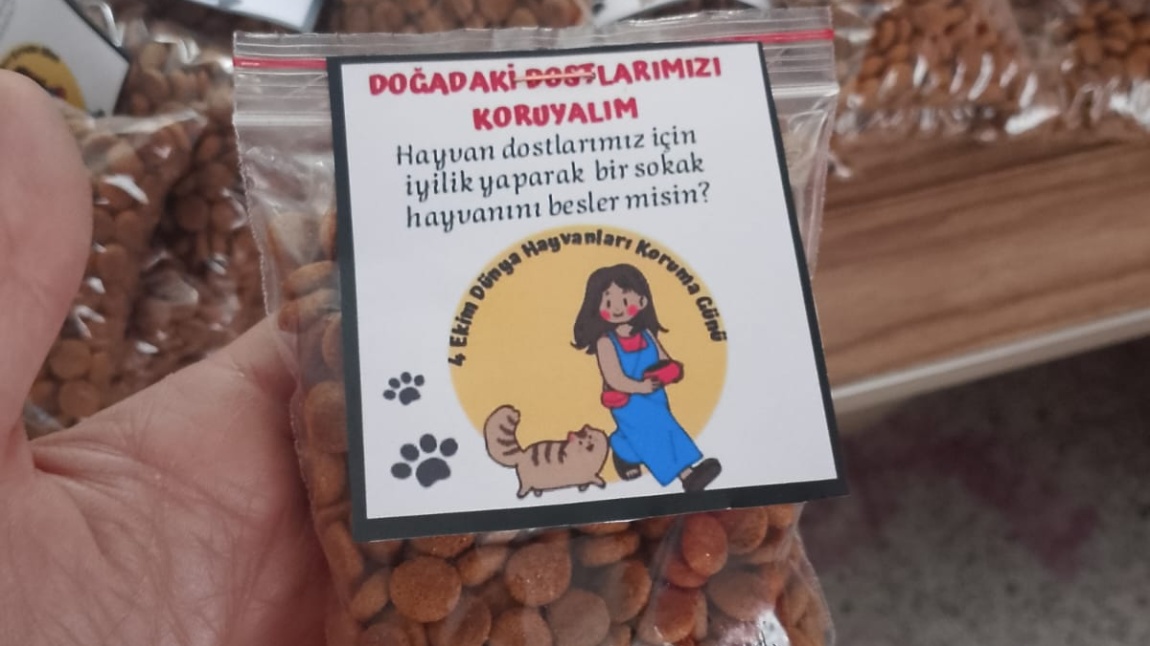 DOĞADAKİ DOSTLARIMIZI
KORUYALIM
Hayvan dostlarımız için
iyilik yaparak bir sokak
hayvanını besler misin?
4 Ekim Dünya Hayvanları Koruma Günü